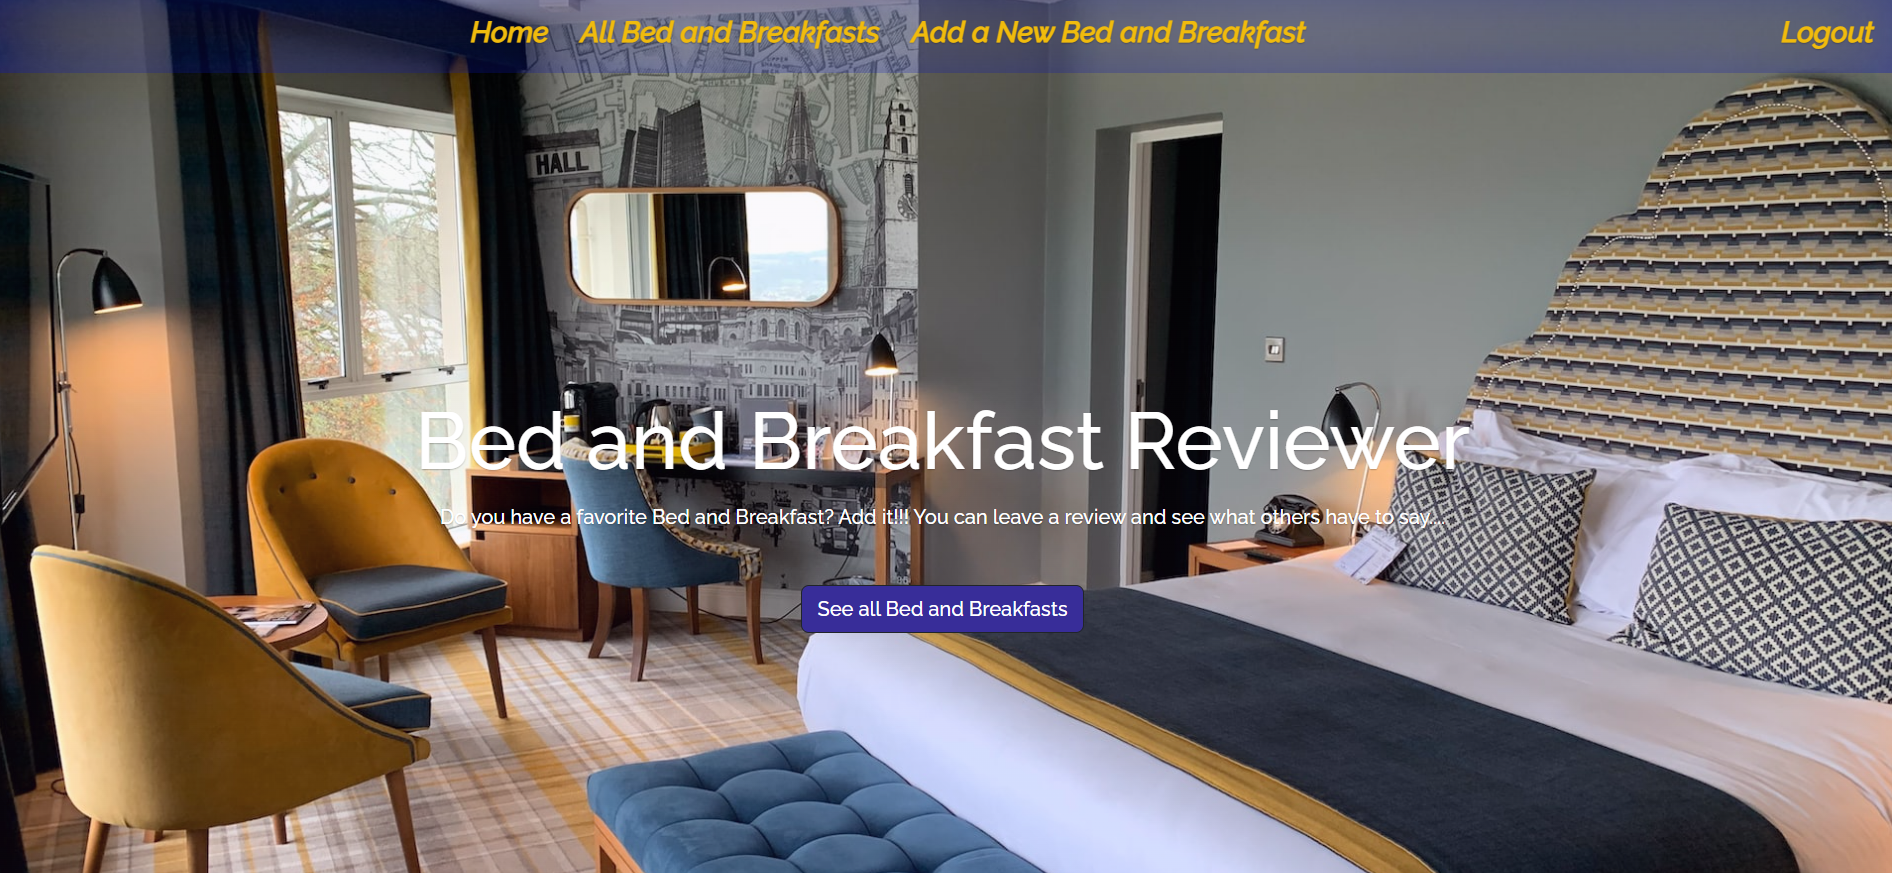 Home All Bed and Breakfasts Add a New Bed and Breakfast Logout
HALL
Bed and Breakfast Reviewer
Do you have a favorite Bed and Breakfast? Add it!!! You can leave a review and see what others have to say....
See all Bed and Breakfasts